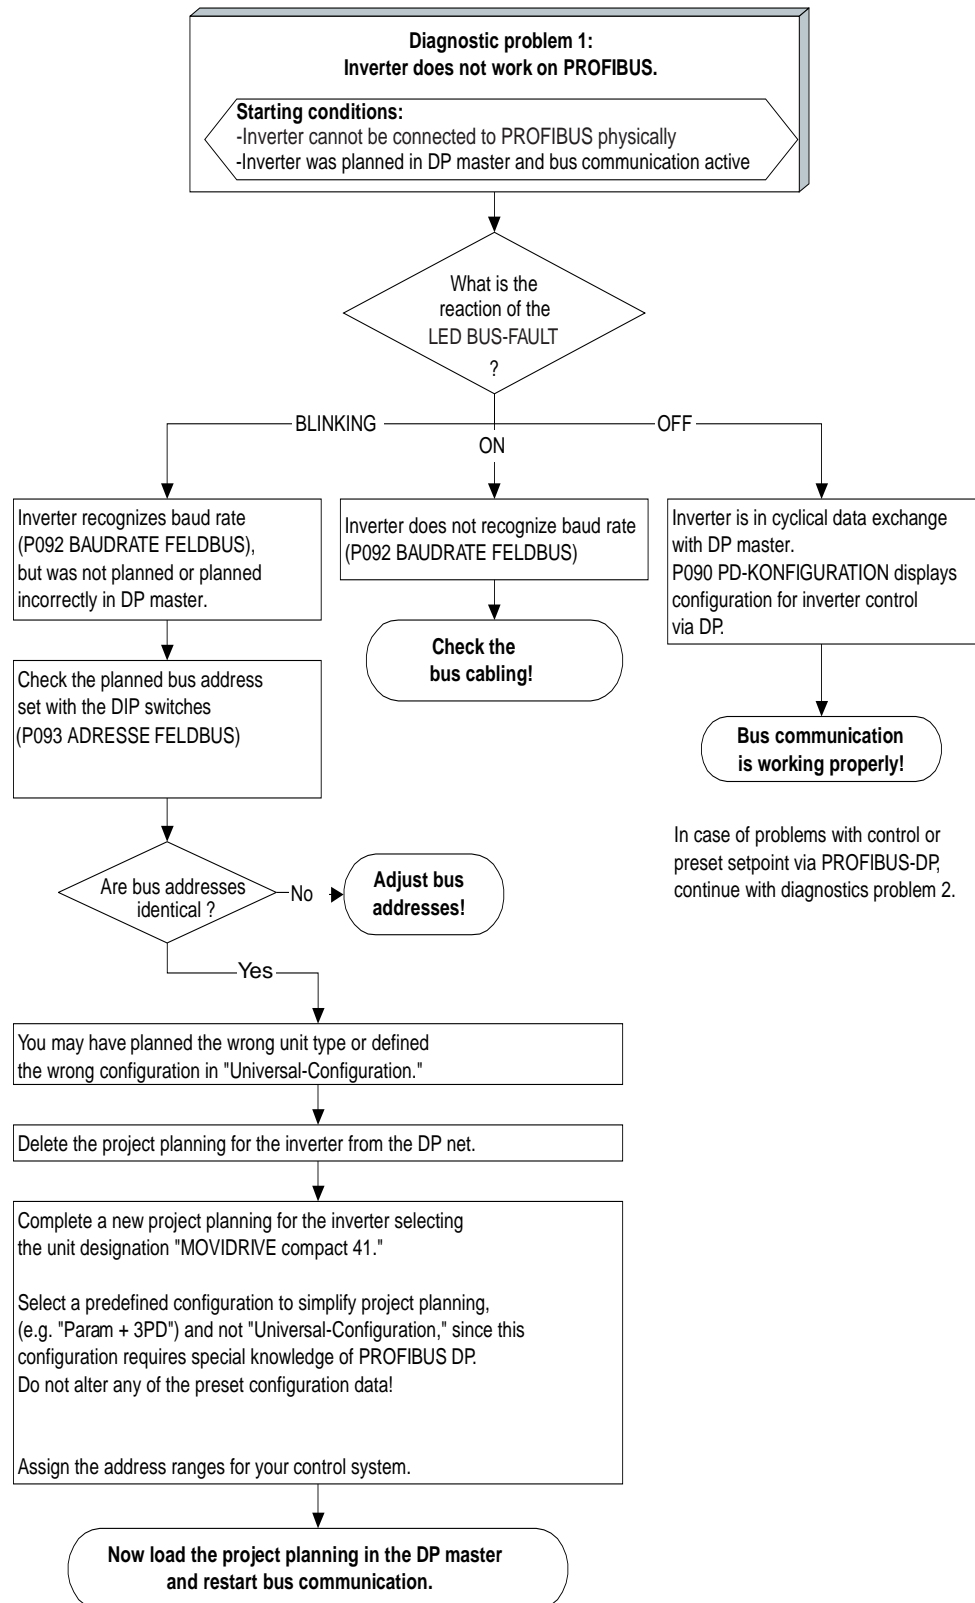 Diagnostic problem 1:
Inverter does not work on PROFIBUS.
Starting conditions:
-Inverter cannot be connected to PROFIBUS physically
-Inverter was planned in DP master and bus communication active
What is the
reaction of the
LED BUS-FAULT
?
BLINKING
ON
OFF
Inverter recognizes baud rate
(P092 BAUDRATE FELDBUS),
but was not planned or planned
incorrectly in DP master.
Inverter does not recognize baud rate
(P092 BAUDRATE FELDBUS)
Inverter is in cyclical data exchange
with DP master.
P090 PD-KONFIGURATION displays
configuration for inverter control
via DP.
Check the
bus cabling!
Check the planned bus address
set with the DIP switches
(P093 ADRESSE FELDBUS)
Bus communication
is working properly!
In case of problems with control or
preset setpoint via PROFIBUS-DP,
continue with diagnostics problem 2.
Are bus addresses
identical ?
No
Adjust bus
addresses!
Yes
You may have planned the wrong unit type or defined
the wrong configuration in "Universal-Configuration."
Delete the project planning for the inverter from the DP net.
Complete a new project planning for the inverter selecting
the unit designation "MOVIDRIVE compact 41."
Select a predefined configuration to simplify project planning,
(e.g. "Param + 3PD") and not "Universal-Configuration," since this
configuration requires special knowledge of PROFIBUS DP.
Do not alter any of the preset configuration data!
Assign the address ranges for your control system.
Now load the project planning in the DP master
and restart bus communication.